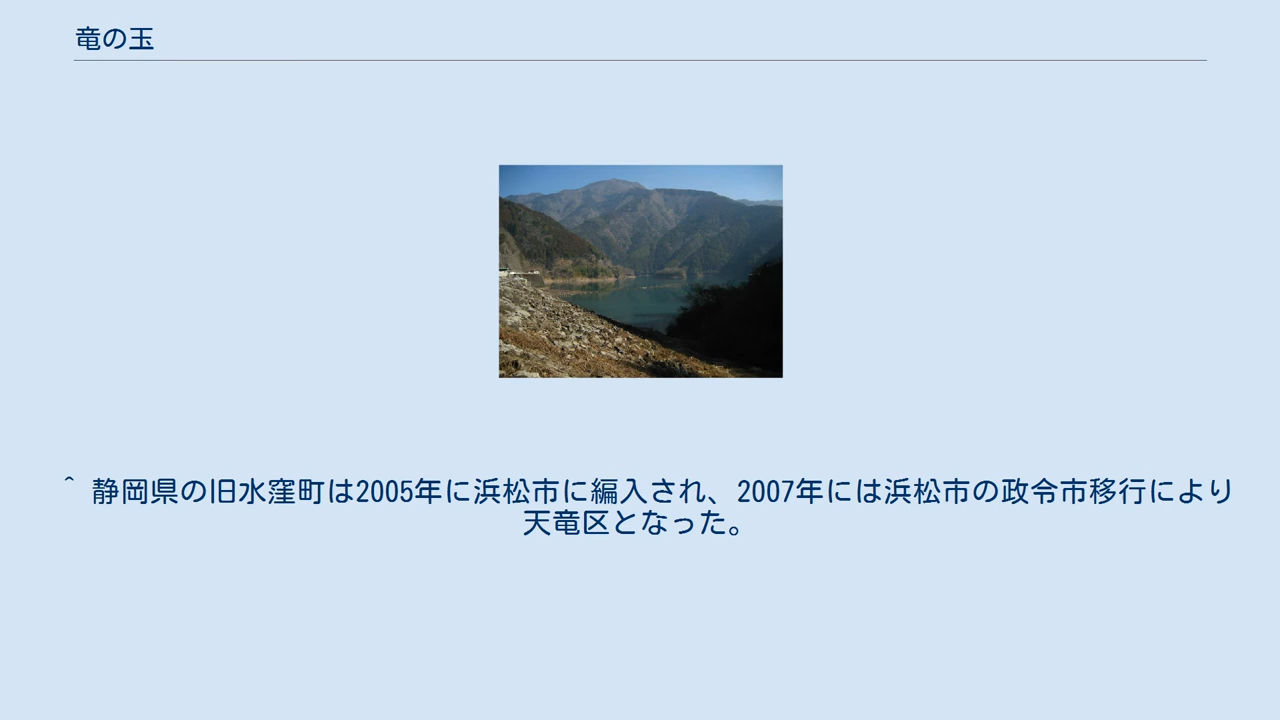 竜の玉
^ 静岡県の旧水窪町は2005年に浜松市に編入され、2007年には浜松市の政令市移行により
天竜区となった。